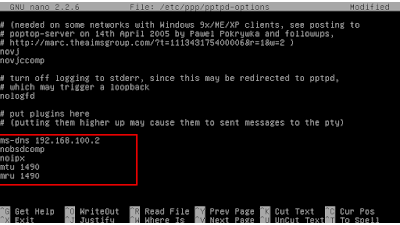 GNU nano 2.2.6 File: /etc/ppp/pptpd-options Modified
# (needed on some networks with Windows 9x/ME/XP clients, see posting to
# poptop-server on 14th April 2005 by Pawel Pokrywka and followups,
# http://marc.theaimsgroup.com/?t=111343175400006&r=1&w=2 )
novj
novjccomp
# turn off logging to stderr, since this may be redirected to pptpd,
# which may trigger a loopback
nologfd
# put plugins here
# (putting them higher up may cause them to sent messages to the pty)
ms-dns 192.168.100.2
nobsdcomp
noipx
mtu 1490
mru 1490
^G Get Help ^O WriteOut ^R Read File ^Y Prev Page ^K Cut Text ^C Cur Pos
^X Exit ^J Justify ^W Where Is ^V Next Page ^U UnCut Text ^T To Spell